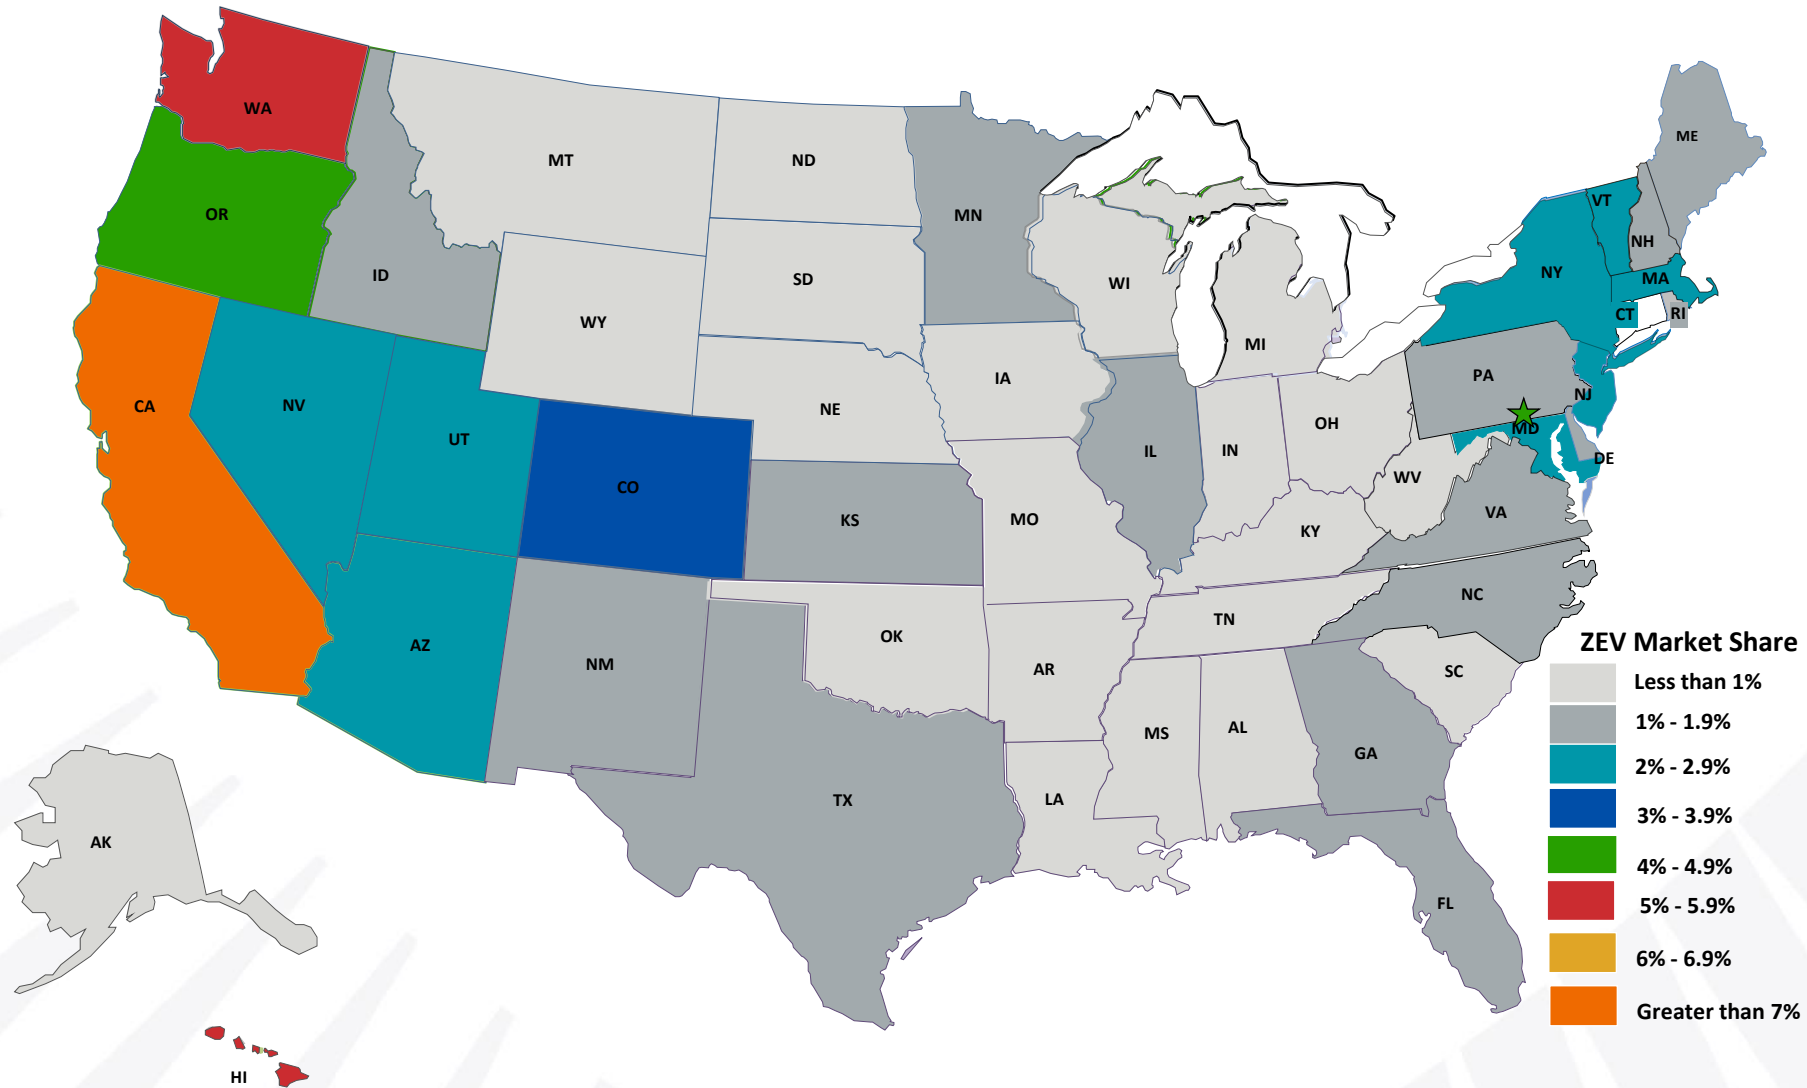 WA
ME
MT
ND
VT
OR
MN
NH
NY
ID
SD
WI
MA
CT
RI
WY
MI
PA
IA
NJ
CA
NV
NE
OH
MD
UT
IL
IN
DE
CO
WV
KS
MO
VA
KY
NC
TN
OK
AZ
NM
AR
SC
MS
AL
GA
LA
TX
AK
FL
HI
ZEV Market Share
Less than 1%
1% - 1.9%
2% - 2.9%
3% - 3.9%
4% - 4.9%
5% - 5.9%
6% - 6.9%
Greater than 7%